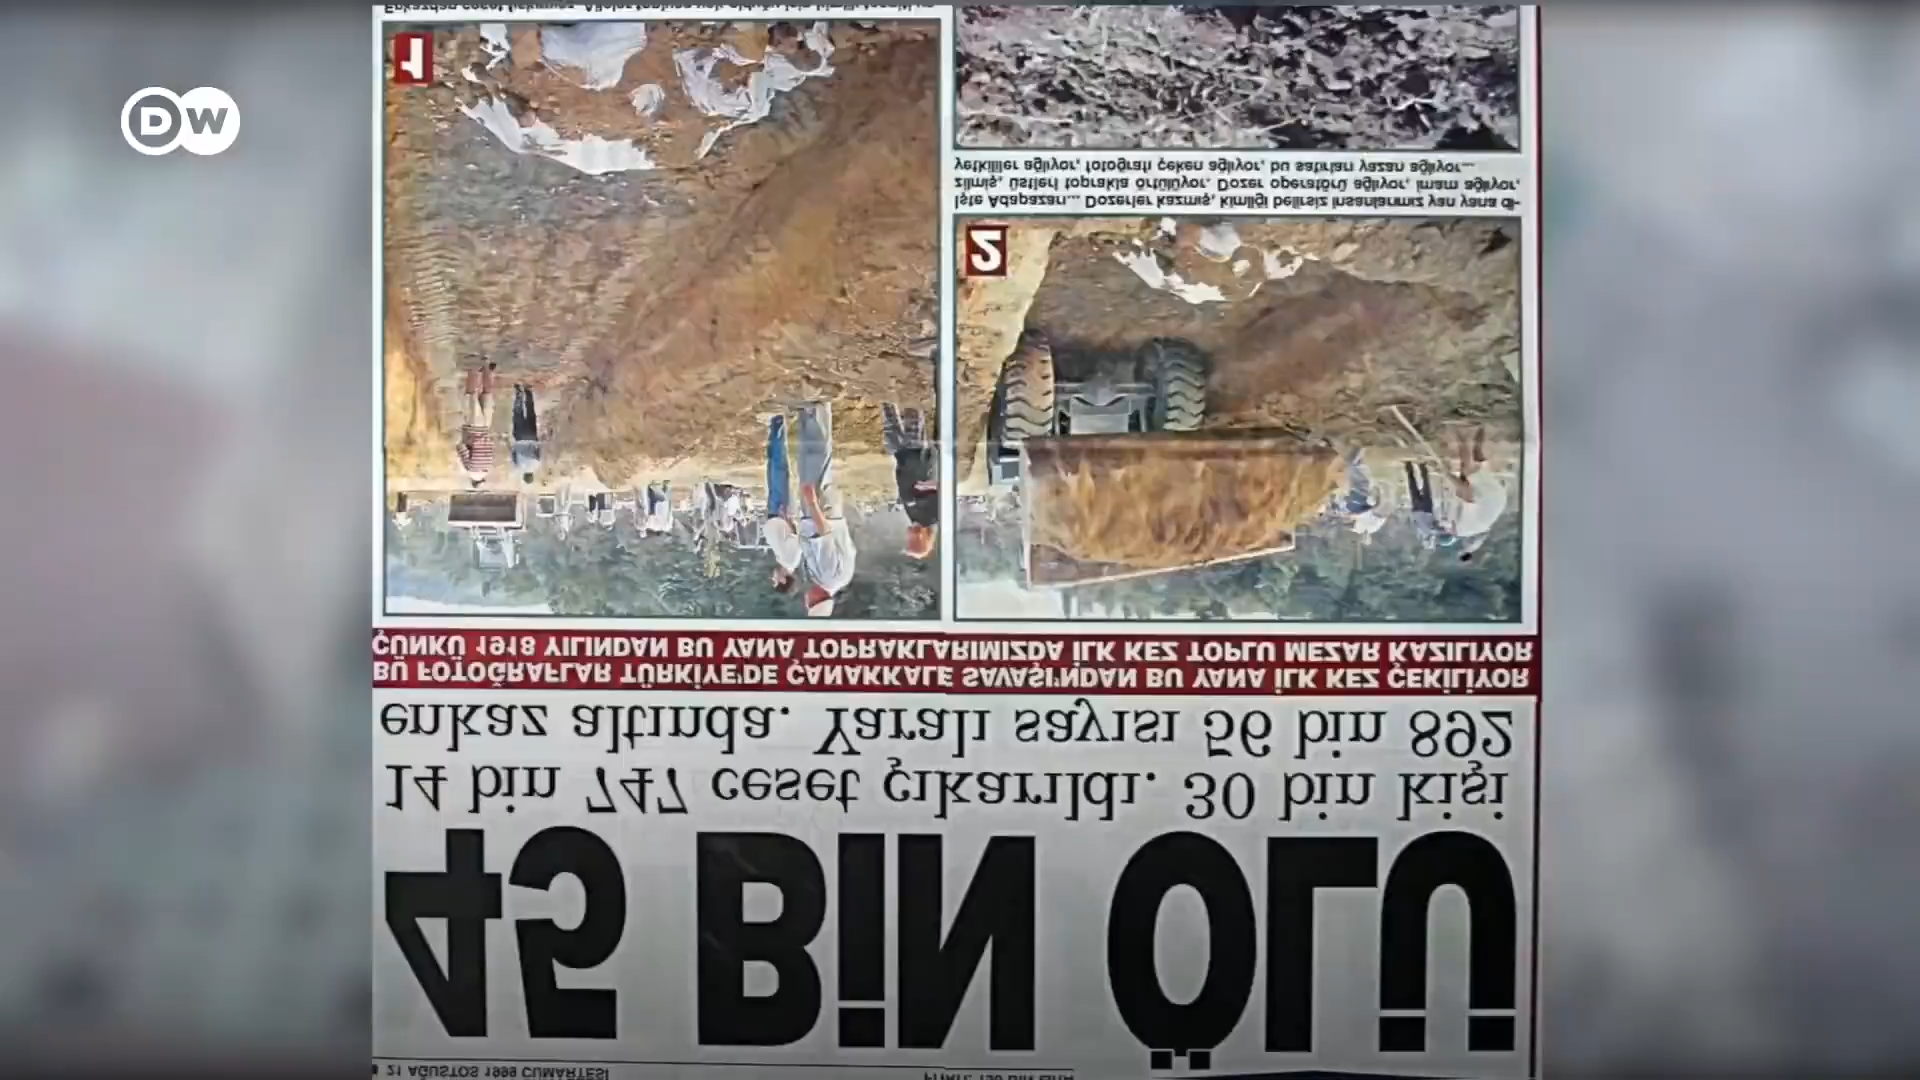 DW
21 AĞUSTOS 1999 CUMARTESİ
45 BİN ÖLÜ
14 bin 747 ceset çıkarıldı. 30 bin kişi
enkaz altında. Yaralı sayısı 56 bin 892
BU FOTOĞRAFLAR TÜRKİYE'DE ÇANAKKALE SAVAŞI'NDAN BU YANA İLK KEZ ÇEKİLİYOR
ÇÜNKÜ 1918 YILINDAN BU YANA TOPRAKLARIMIZDA İLK KEZ TOPLU MEZAR KAZILIYOR
1
2
İşte Adapazarı... Dozerler kazmış, kimliği belirsiz insanlarımız yan yana di-
zilmiş, üstleri toprakla örtülüyor. Dozer operatörü ağlıyor, imam ağlıyor,
yetkililer ağlıyor, fotoğrafı çeken ağlıyor, bu satırları yazan ağlıyor...